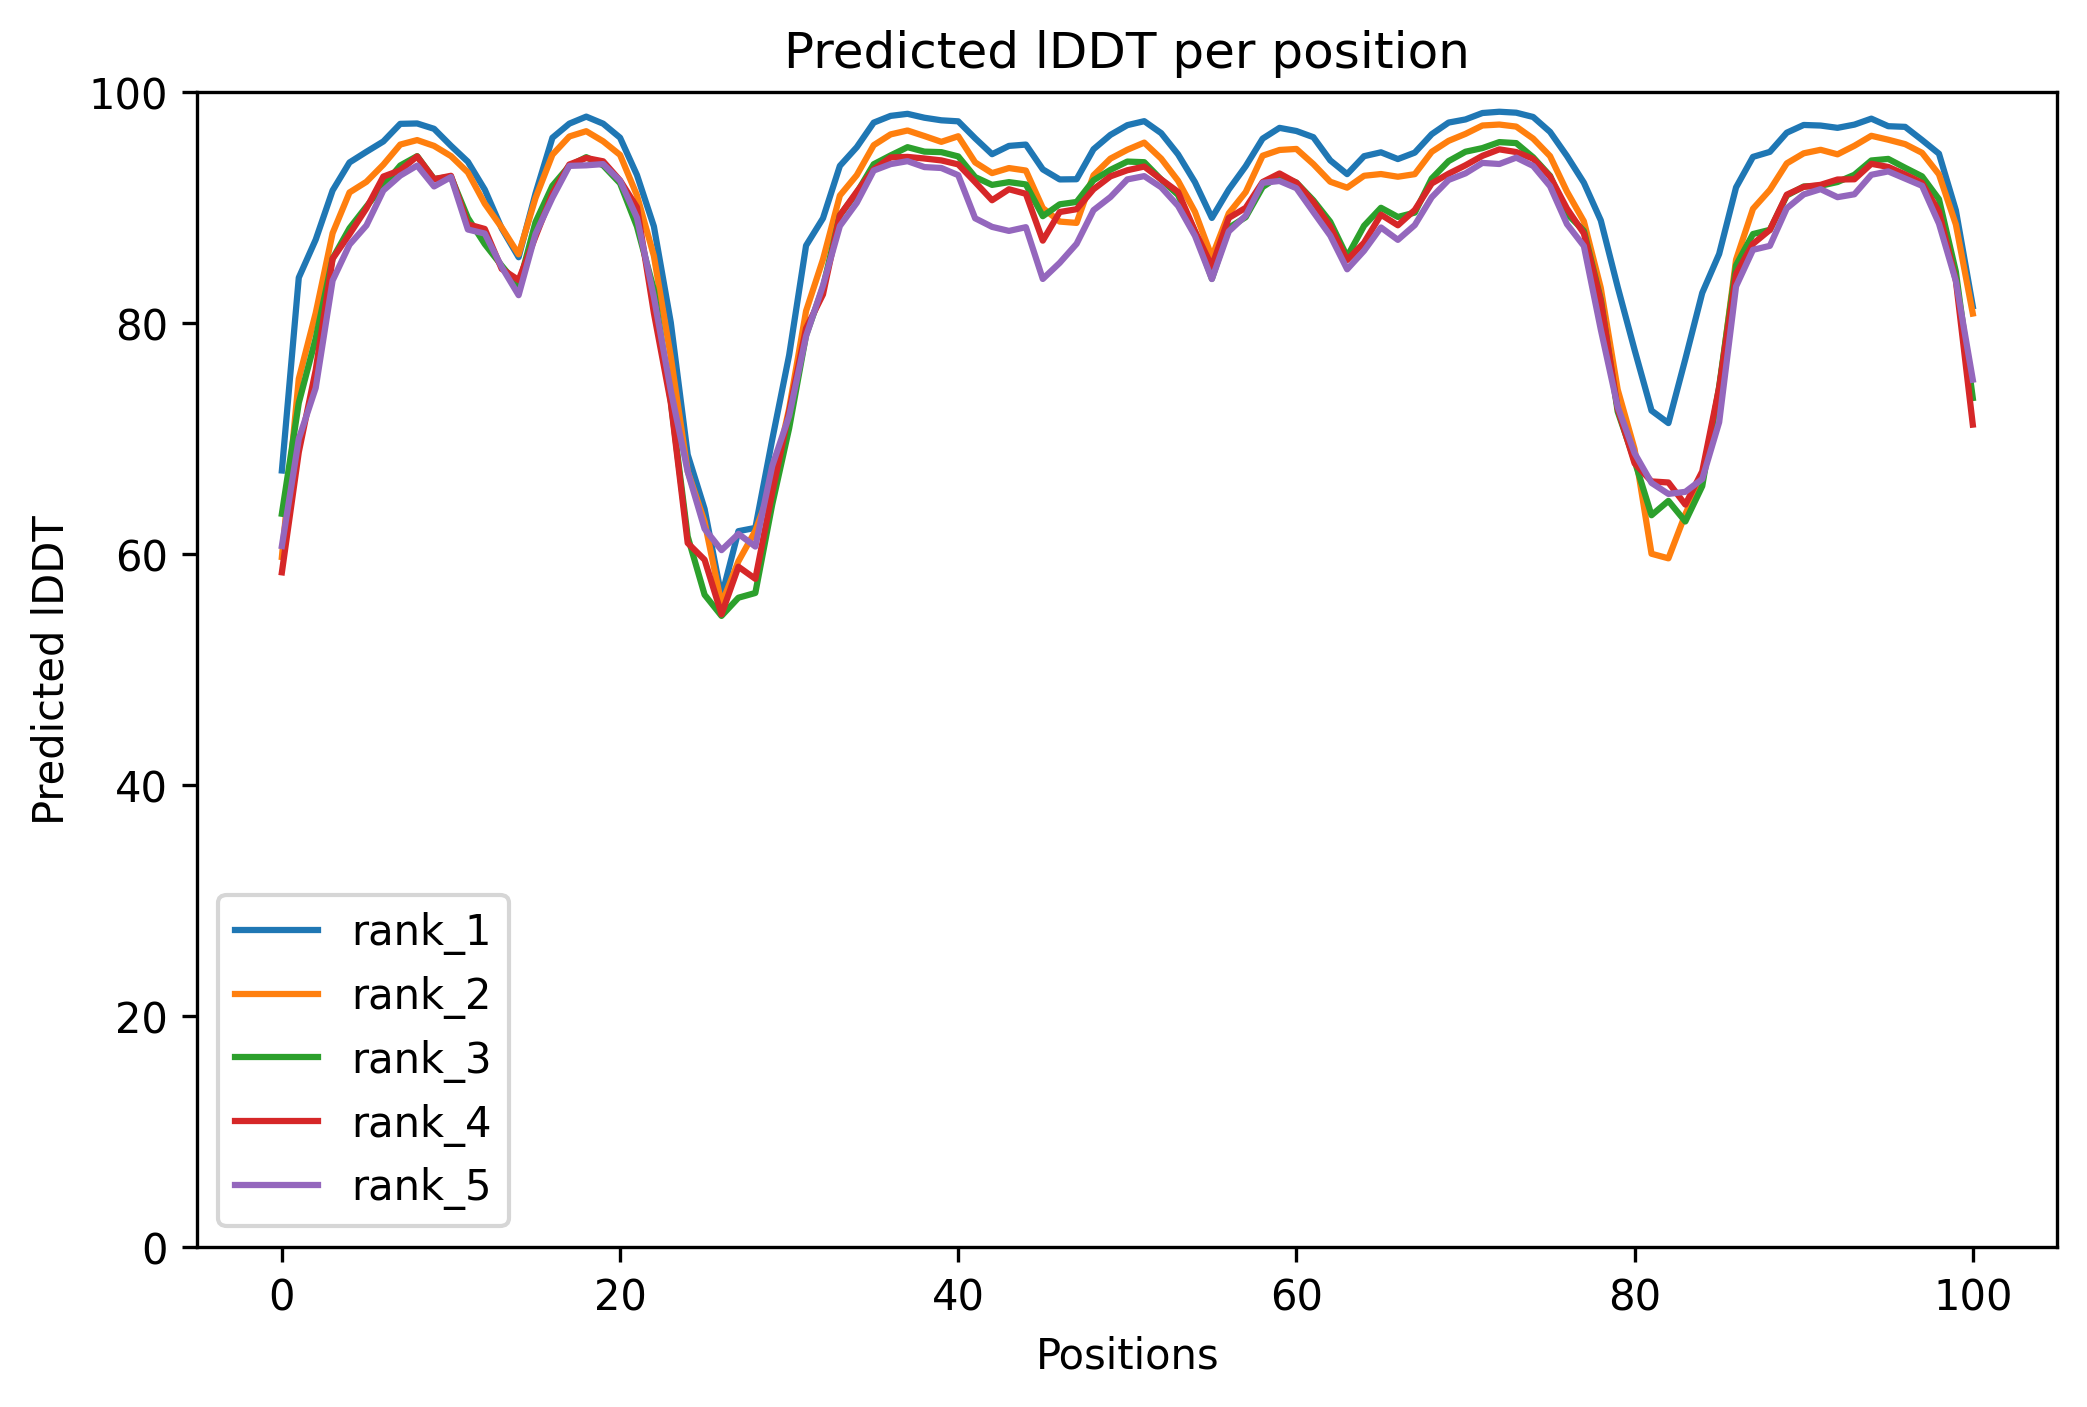 Predicted lDDT per position
100
80
60
40
20
0
Predicted lDDT
rank_1
rank_2
rank_3
rank_4
rank_5
0 20 40 60 80 100
Positions